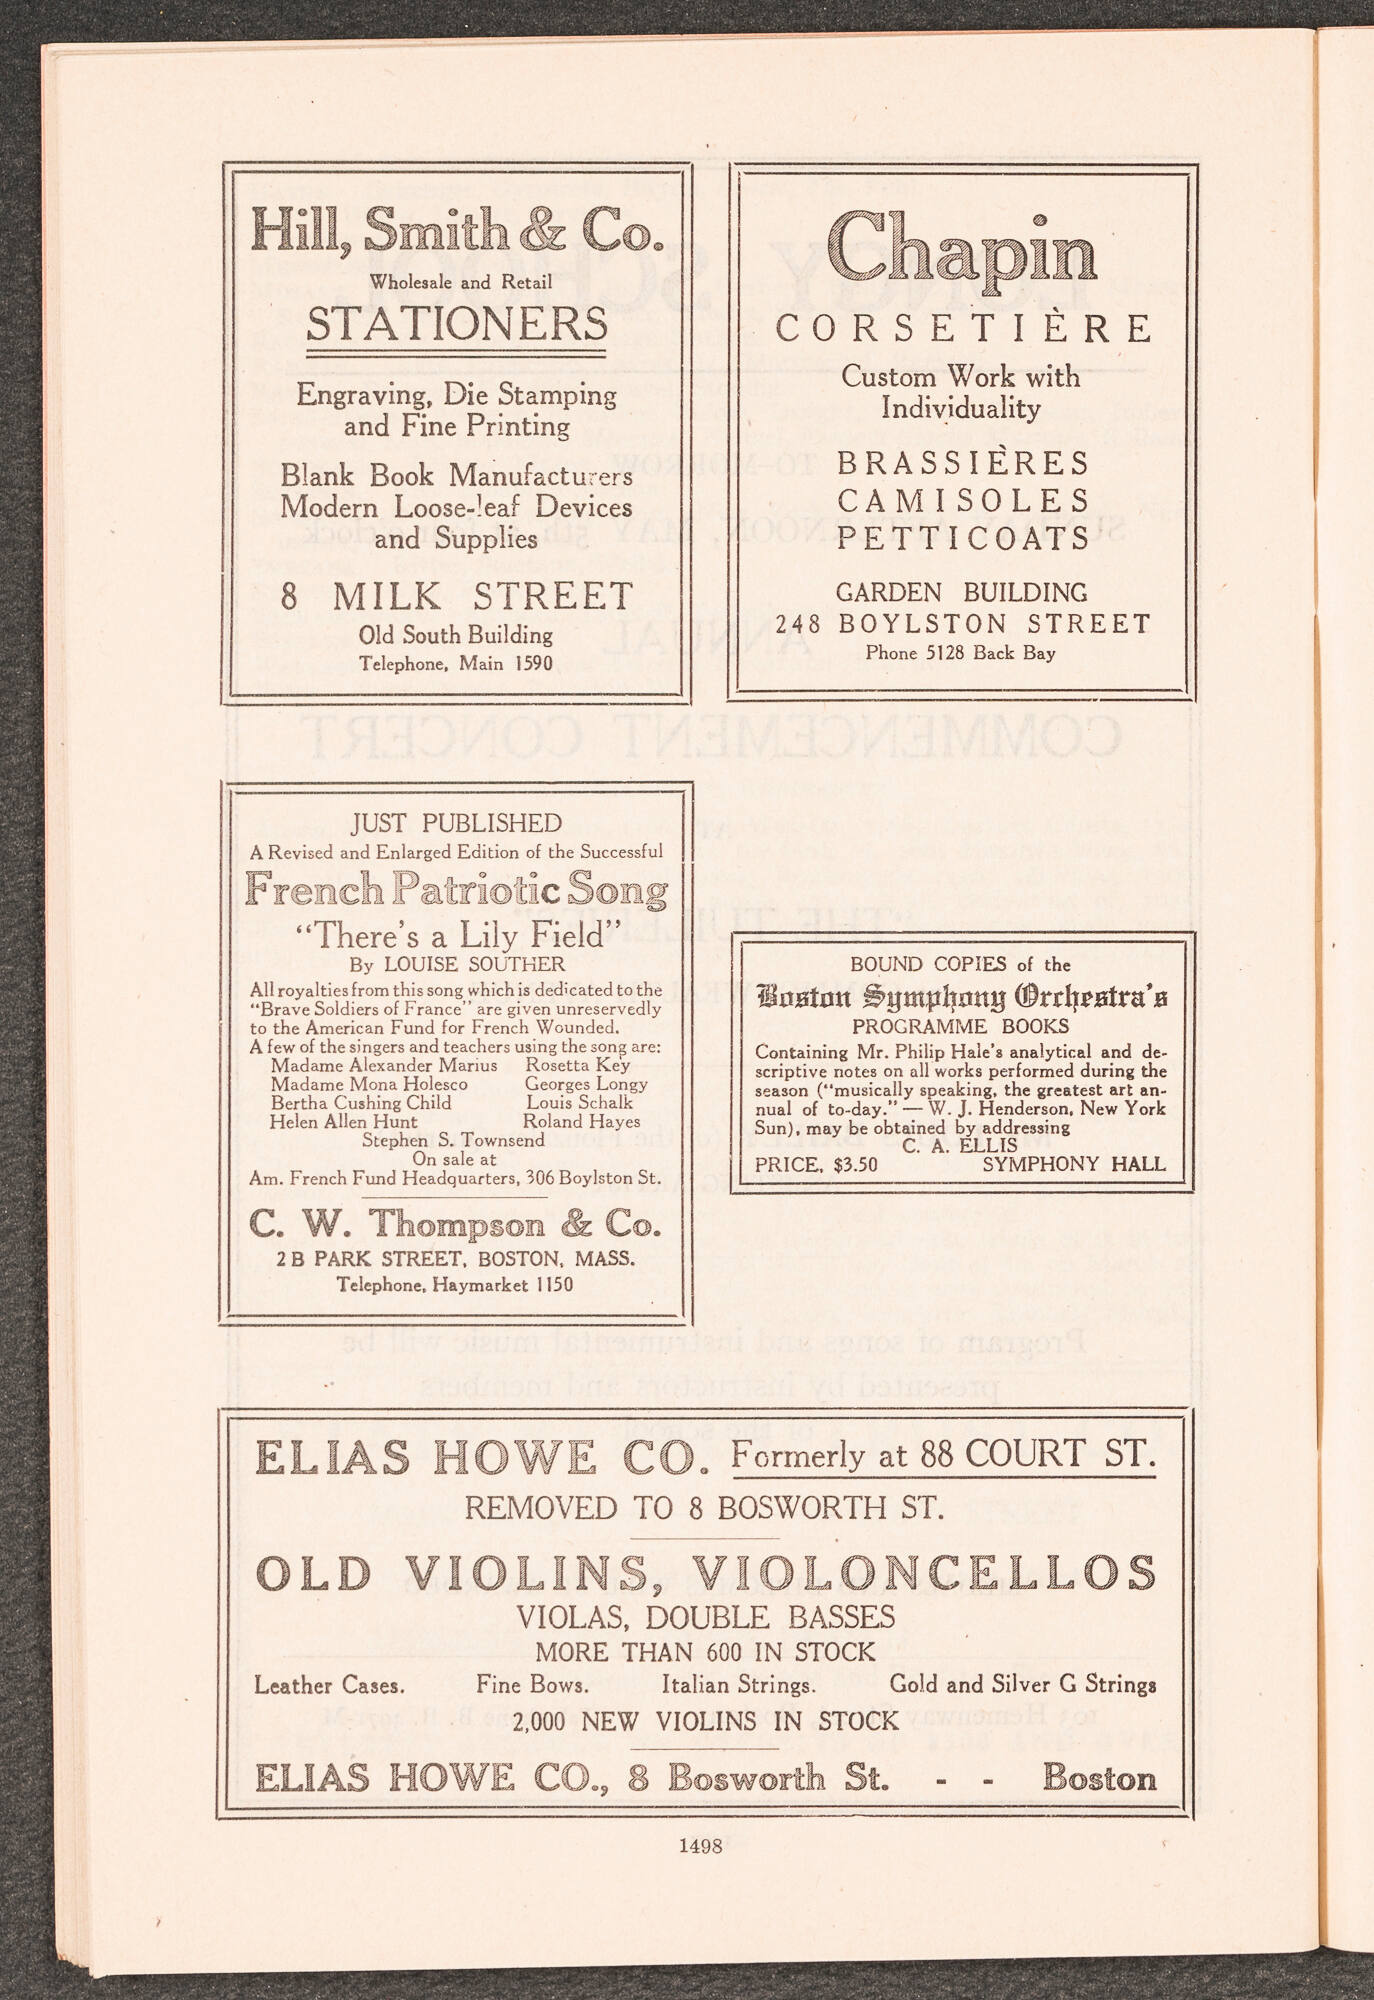 Hill, Smith & Co.
Wholesale and Retail
STATIONERS
Engraving, Die Stamping
and Fine Printing
Blank Book Manufacturers
Modern Loose-leaf Devices
and Supplies
8 MILK STREET
Old South Building
Telephone, Main 1590
Chapin
CORSETIÈRE
Custom Work with
Individuality
BRASSIÈRES
CAMISOLES
PETTICOATS
GARDEN BUILDING
248 BOYLSTON STREET
Phone 5128 Back Bay
JUST PUBLISHED
A Revised and Enlarged Edition of the Successful
French Patriotic Song
"There's a Lily Field"
By LOUISE SOUTHER
All royalties from this song which is dedicated to the
"Brave Soldiers of France" are given unreservedly
to the American Fund for French Wounded.
A few of the singers and teachers using the song are:
Madame Alexander Marius Rosetta Key
Madame Mona Holesco Georges Longy
Bertha Cushing Child Louis Schalk
Helen Allen Hunt Roland Hayes
Stephen S. Townsend
On sale at
Am. French Fund Headquarters, 306 Boylston St.
C. W. Thompson & Co.
2B PARK STREET, BOSTON, MASS.
Telephone, Haymarket 1150
BOUND COPIES of the
Boston Symphony Orchestra's
PROGRAMME BOOKS
Containing Mr. Philip Hale's analytical and de-
scriptive notes on all works performed during the
season ("musically speaking, the greatest art an-
nual of to-day." — W. J. Henderson, New York
Sun), may be obtained by addressing
C. A. ELLIS
PRICE, $3.50 SYMPHONY HALL
ELIAS HOWE CO. Formerly at 88 COURT ST.
REMOVED TO 8 BOSWORTH ST.
OLD VIOLINS, VIOLONCELLOS
VIOLAS, DOUBLE BASSES
MORE THAN 600 IN STOCK
Leather Cases. Fine Bows. Italian Strings. Gold and Silver G Strings
2,000 NEW VIOLINS IN STOCK
ELIAS HOWE CO., 8 Bosworth St. - - Boston
1498